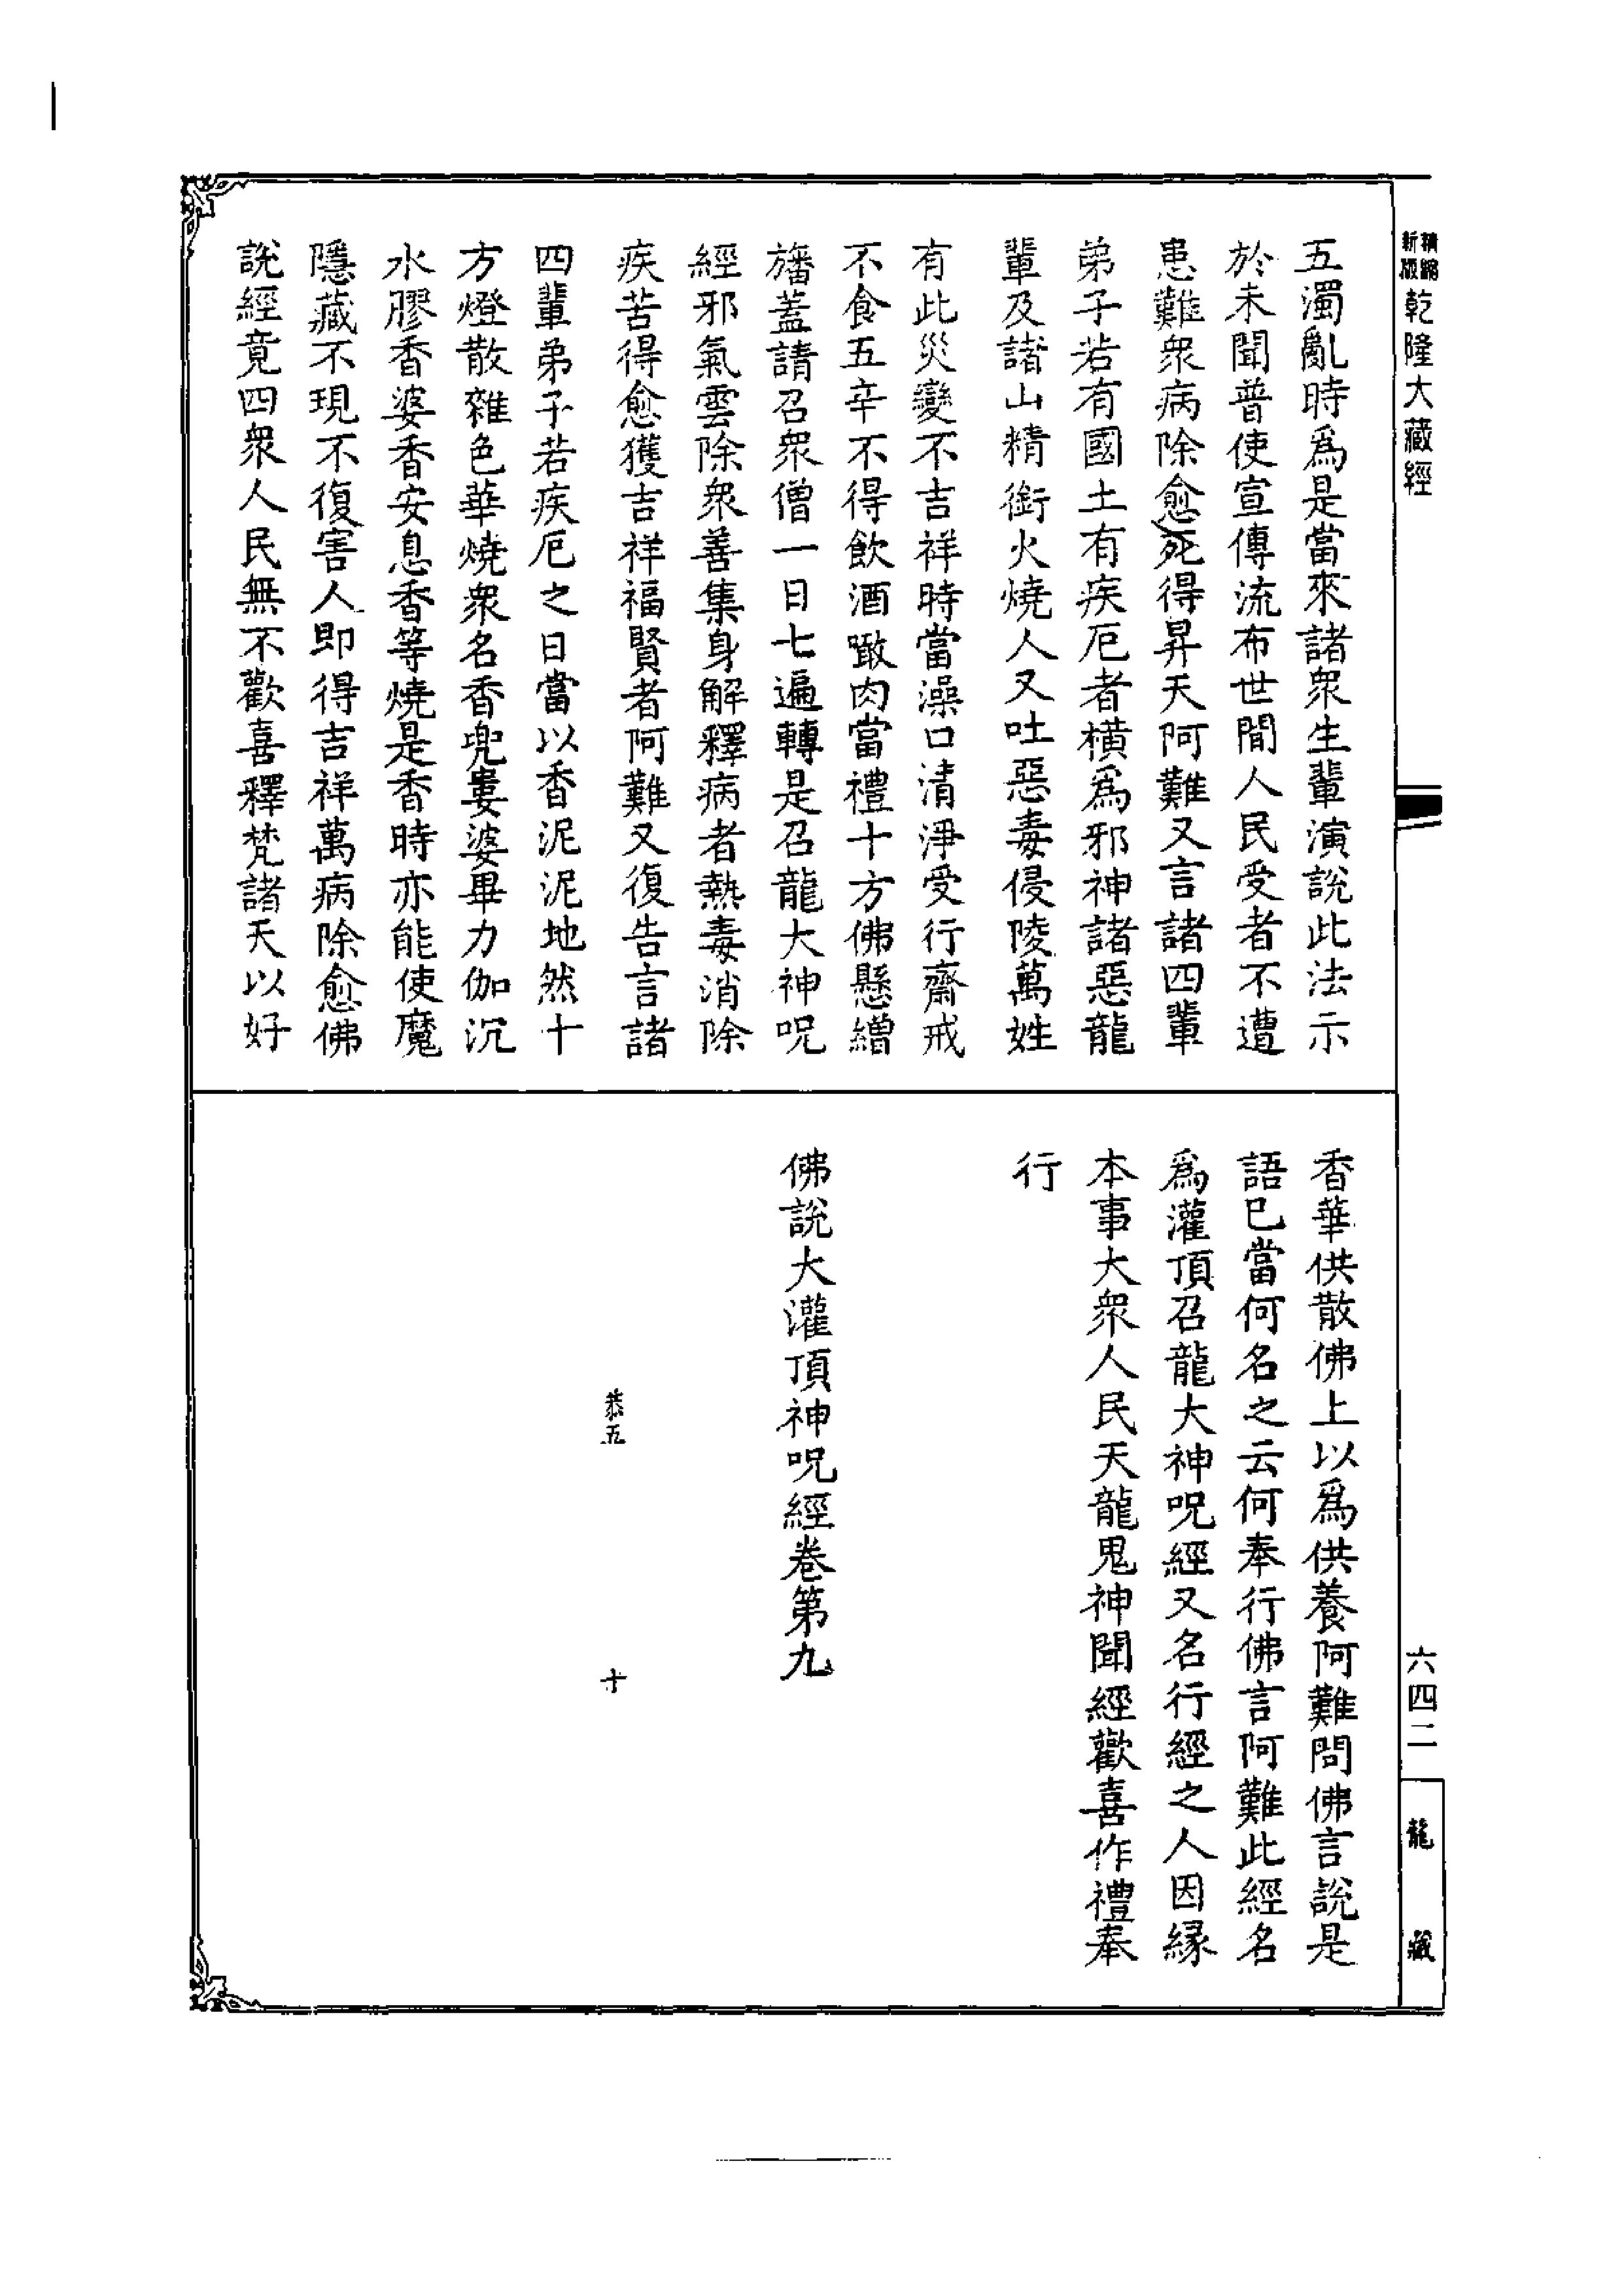 精縮
新版
乾隆大藏經
五濁亂時爲是當來諸衆生輩演說此法示
於未聞普使宣傳流布世間人民受者不遭
患難衆病除愈死得昇天阿難又言諸四輩
弟子若有國土有疾厄者橫爲邪神諸惡龍
輩及諸山精銜火燒人又吐惡毒侵陵萬姓
有此災變不吉祥時當澡口清淨受行齋戒
不食五辛不得飲酒噉肉當禮十方佛懸繒
旛蓋請召衆僧一日七遍轉是召龍大神呪
經邪氣雲除衆善集身解釋病者熱毒消除
疾苦得愈獲吉祥福賢者阿難又復告言諸
四輩弟子若疾厄之日當以香泥泥地然十
方燈散雜色華燒衆名香兜婁婆畢力伽沉
水膠香婆香安息香等燒是香時亦能使魔
隱藏不現不復害人即得吉祥萬病除愈佛
說經竟四衆人民無不歡喜釋梵諸天以好
香華供散佛上以爲供養阿難問佛言說是
語已當何名之云何奉行佛言阿難此經名
爲灌頂召龍大神呪經又名行經之人因緣
本事大衆人民天龍鬼神聞經歡喜作禮奉
行
佛說大灌頂神呪經卷第九
恭五
十
六四二
龍藏